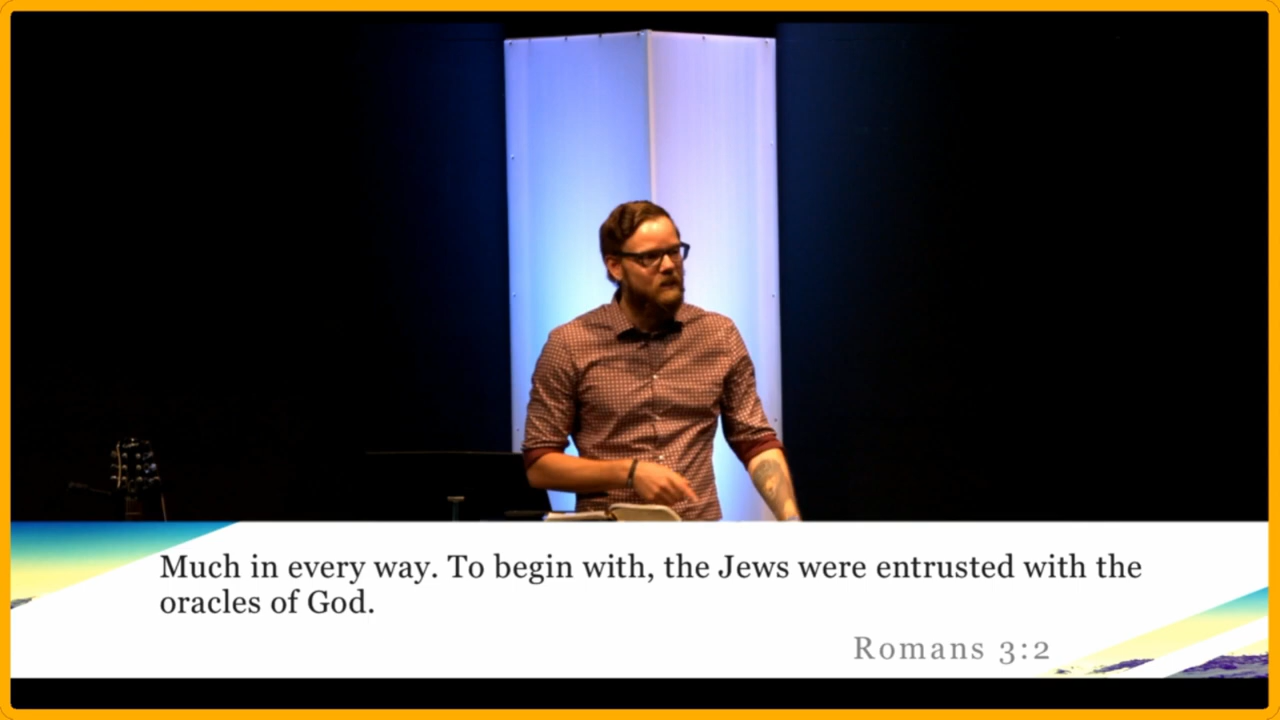 Much in every way. To begin with, the Jews were entrusted with the
oracles of God.
Romans 3:2